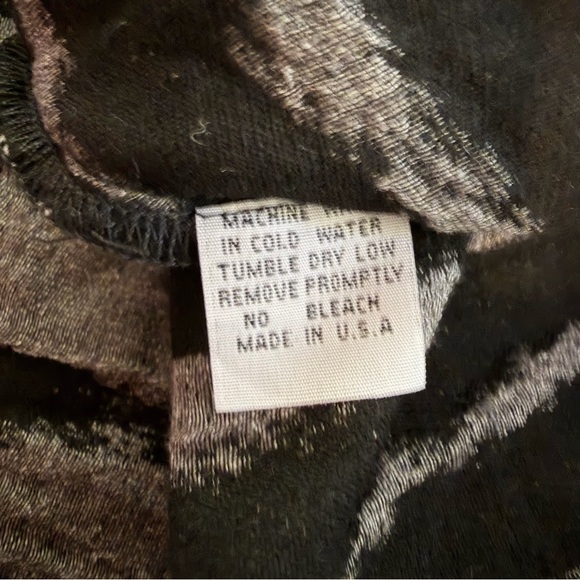 MACHINE
IN COLD WATER
TUMBLE DRY LOW
REMOVE PROMPTLY
NO BLEACH
MADE IN U.S.A